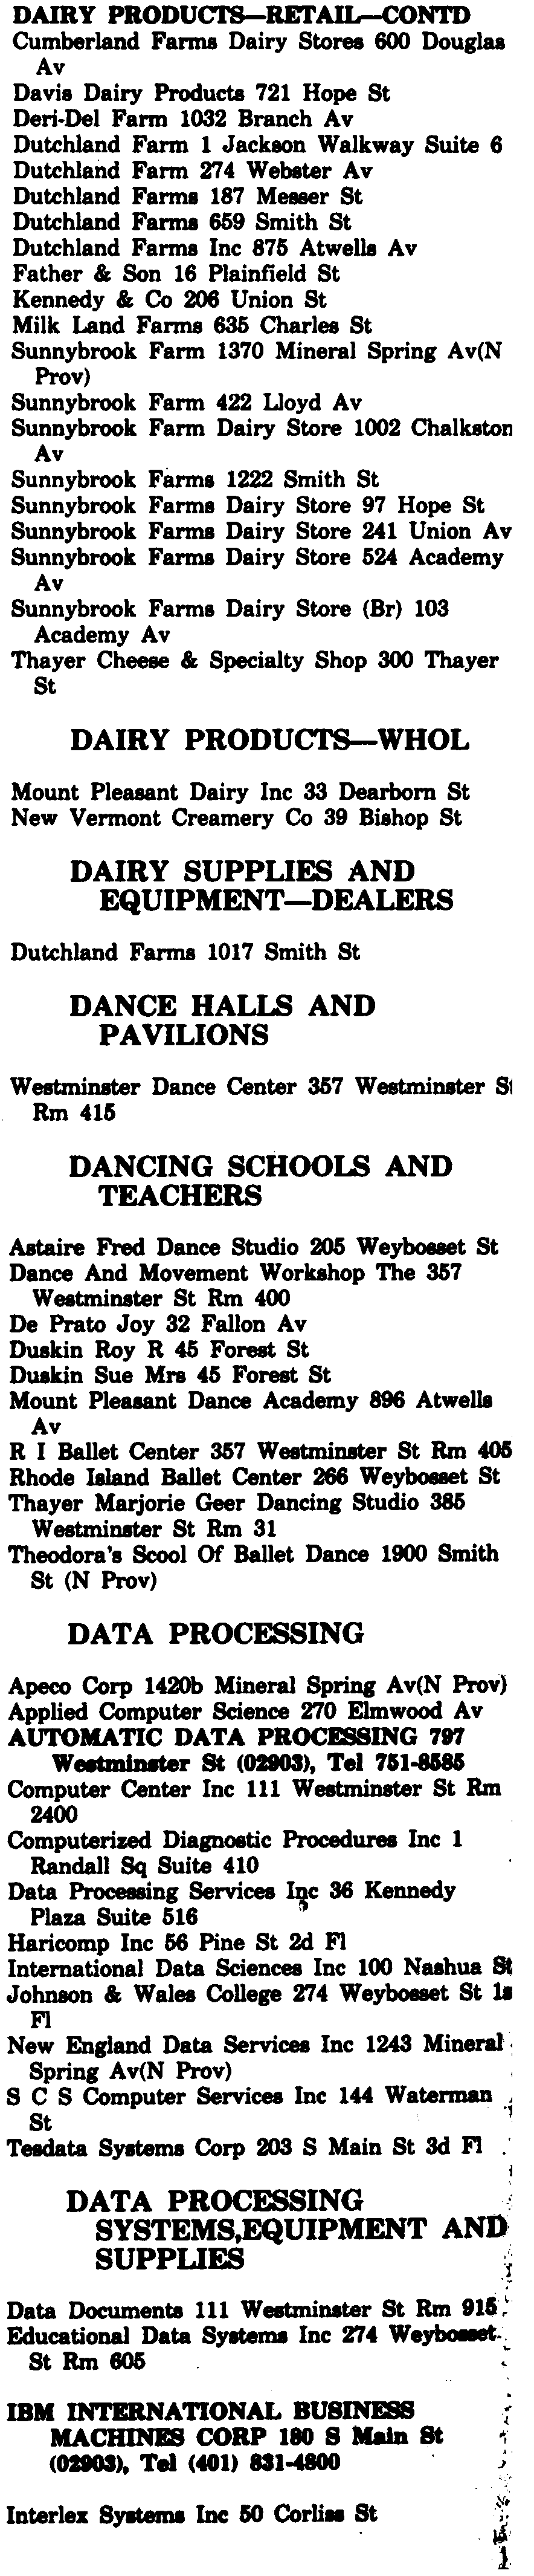 DAIRY PRODUCTS—RETAIL—CONTD
Cumberland Farms Dairy Stores 600 Douglas
Av
Davis Dairy Products 721 Hope St
Deri-Del Farm 1032 Branch Av
Dutchland Farm 1 Jackson Walkway Suite 6
Dutchland Farm 274 Webster Av
Dutchland Farms 187 Messer St
Dutchland Farms 659 Smith St
Dutchland Farms Inc 875 Atwells Av
Father & Son 16 Plainfield St
Kennedy & Co 206 Union St
Milk Land Farms 635 Charles St
Sunnybrook Farm 1370 Mineral Spring Av(N
Prov)
Sunnybrook Farm 422 Lloyd Av
Sunnybrook Farm Dairy Store 1002 Chalkston
Av
Sunnybrook Farms 1222 Smith St
Sunnybrook Farms Dairy Store 97 Hope St
Sunnybrook Farms Dairy Store 241 Union Av
Sunnybrook Farms Dairy Store 524 Academy
Av
Sunnybrook Farms Dairy Store (Br) 103
Academy Av
Thayer Cheese & Specialty Shop 300 Thayer
St
DAIRY PRODUCTS—WHOL
Mount Pleasant Dairy Inc 33 Dearborn St
New Vermont Creamery Co 39 Bishop St
DAIRY SUPPLIES AND
EQUIPMENT—DEALERS
Dutchland Farms 1017 Smith St
DANCE HALLS AND
PAVILIONS
Westminster Dance Center 357 Westminster St
Rm 415
DANCING SCHOOLS AND
TEACHERS
Astaire Fred Dance Studio 205 Weybosset St
Dance And Movement Workshop The 357
Westminster St Rm 400
De Prato Joy 32 Fallon Av
Duskin Roy R 45 Forest St
Duskin Sue Mrs 45 Forest St
Mount Pleasant Dance Academy 896 Atwells
Av
R I Ballet Center 357 Westminster St Rm 405
Rhode Island Ballet Center 266 Weybosset St
Thayer Marjorie Geer Dancing Studio 385
Westminster St Rm 31
Theodora's Scool Of Ballet Dance 1900 Smith
St (N Prov)
DATA PROCESSING
Apeco Corp 1420b Mineral Spring Av(N Prov)
Applied Computer Science 270 Elmwood Av
AUTOMATIC DATA PROCESSING 797
Westminster St (02903), Tel 751-8585
Computer Center Inc 111 Westminster St Rm
2400
Computerized Diagnostic Procedures Inc 1
Randall Sq Suite 410
Data Processing Services Inc 36 Kennedy
Plaza Suite 516
Haricomp Inc 56 Pine St 2d Fl
International Data Sciences Inc 100 Nashua St
Johnson & Wales College 274 Weybosset St 1s
Fl
New England Data Services Inc 1243 Mineral
Spring Av(N Prov)
S C S Computer Services Inc 144 Waterman
St
Tesdata Systems Corp 203 S Main St 3d Fl
DATA PROCESSING
SYSTEMS,EQUIPMENT AND
SUPPLIES
Data Documents 111 Westminster St Rm 915
Educational Data Systems Inc 274 Weybosset
St Rm 605
IBM INTERNATIONAL BUSINESS
MACHINES CORP 180 S Main St
(02903), Tel (401) 831-4800
Interlex Systems Inc 50 Corliss St